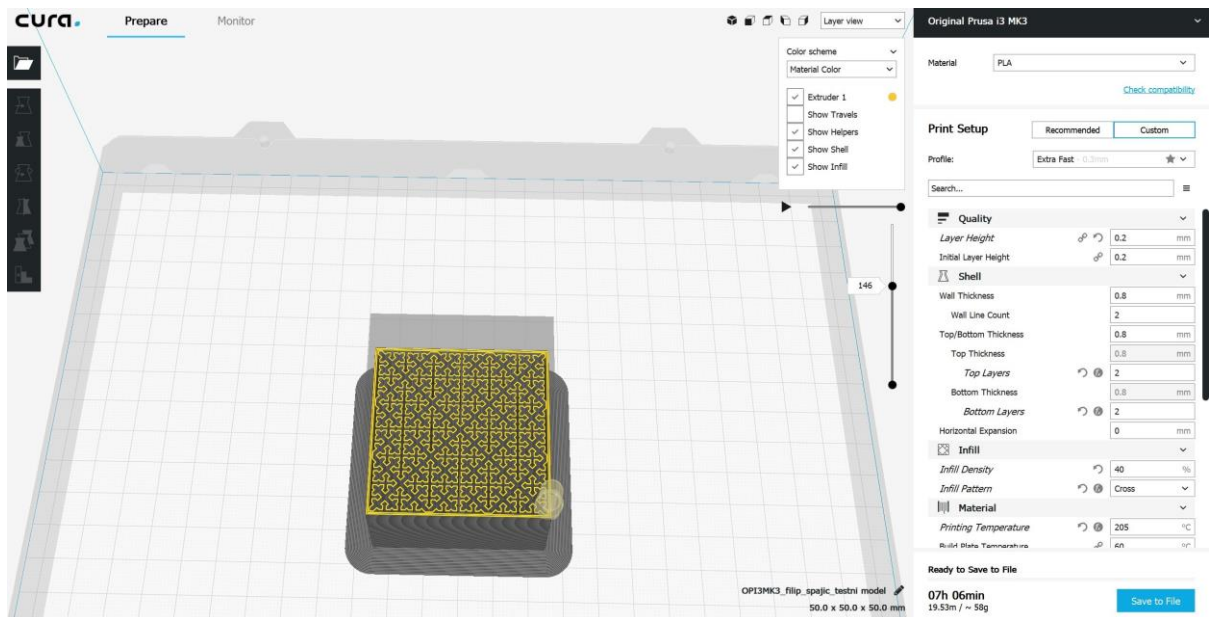 cura.
Prepare
Monitor
Layer view
Color scheme
Material Color
Extruder 1
Show Travels
Show Helpers
Show Shell
Show Infill
146
OPI3MK3_filip_spajic_testni model
50.0 x 50.0 x 50.0 mm
Original Prusa i3 MK3
Material PLA
Check compatibility
Print Setup Recommended Custom
Profile: Extra Fast - 0.3mm
Search...
Quality
Layer Height 0.2 mm
Initial Layer Height 0.2 mm
Shell
Wall Thickness 0.8 mm
Wall Line Count 2
Top/Bottom Thickness 0.8 mm
Top Thickness 0.8 mm
Top Layers 2
Bottom Thickness 0.8 mm
Bottom Layers 2
Horizontal Expansion 0 mm
Infill
Infill Density 40 %
Infill Pattern Cross
Material
Printing Temperature 205 °C
Build Plate Temperature 60 °C
Ready to Save to File
07h 06min
19.53m / ~ 58g
Save to File